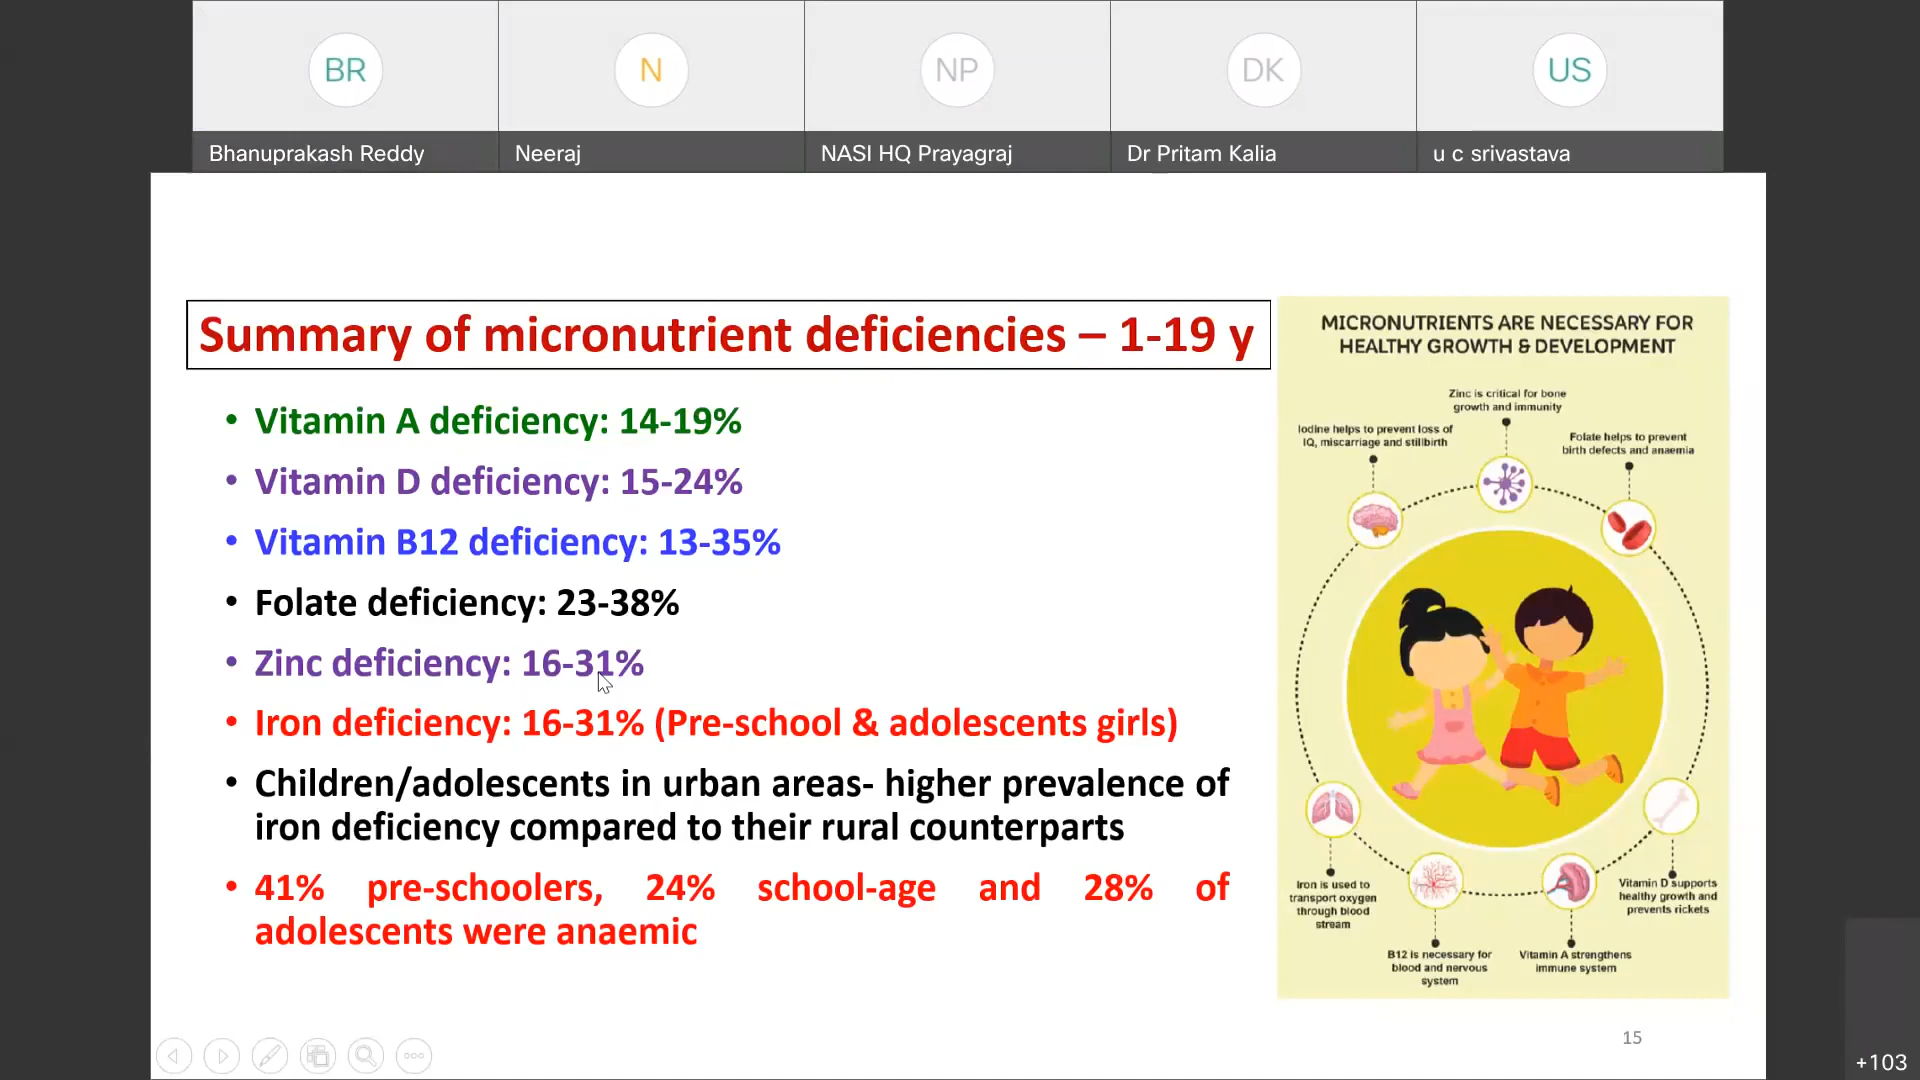 BR
N
NP
DK
US
Bhanuprakash Reddy
Neeraj
NASI HQ Prayagraj
Dr Pritam Kalia
u c srivastava
Summary of micronutrient deficiencies – 1-19 y
• Vitamin A deficiency: 14-19%
• Vitamin D deficiency: 15-24%
• Vitamin B12 deficiency: 13-35%
• Folate deficiency: 23-38%
• Zinc deficiency: 16-31%
• Iron deficiency: 16-31% (Pre-school & adolescents girls)
• Children/adolescents in urban areas- higher prevalence of
iron deficiency compared to their rural counterparts
• 41% pre-schoolers, 24% school-age and 28% of
adolescents were anaemic
MICRONUTRIENTS ARE NECESSARY FOR
HEALTHY GROWTH & DEVELOPMENT
Zinc is critical for bone
growth and immunity
Iodine helps to prevent loss of
IQ, miscarriage and stillbirth
Folate helps to prevent
birth defects and anaemia
Iron is used to
transport oxygen
through blood
stream
B12 is necessary for
blood and nervous
system
Vitamin A strengthens
immune system
Vitamin D supports
healthy growth and
prevents rickets
15
+103